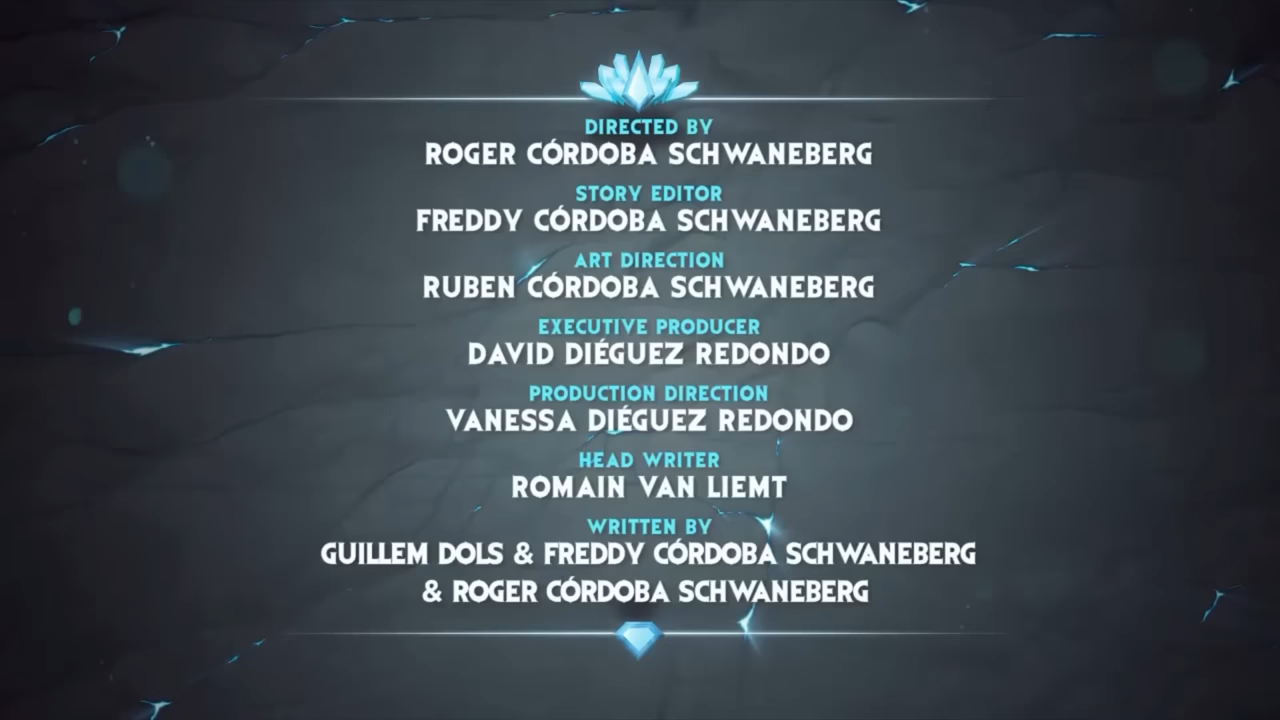 DIRECTED BY
ROGER CÓRDOBA SCHWANEBERG
STORY EDITOR
FREDDY CÓRDOBA SCHWANEBERG
ART DIRECTION
RUBEN CÓRDOBA SCHWANEBERG
EXECUTIVE PRODUCER
DAVID DIÉGUEZ REDONDO
PRODUCTION DIRECTION
VANESSA DIÉGUEZ REDONDO
HEAD WRITER
ROMAIN VAN LIEMT
WRITTEN BY
GUILLEM DOLS & FREDDY CÓRDOBA SCHWANEBERG
& ROGER CÓRDOBA SCHWANEBERG